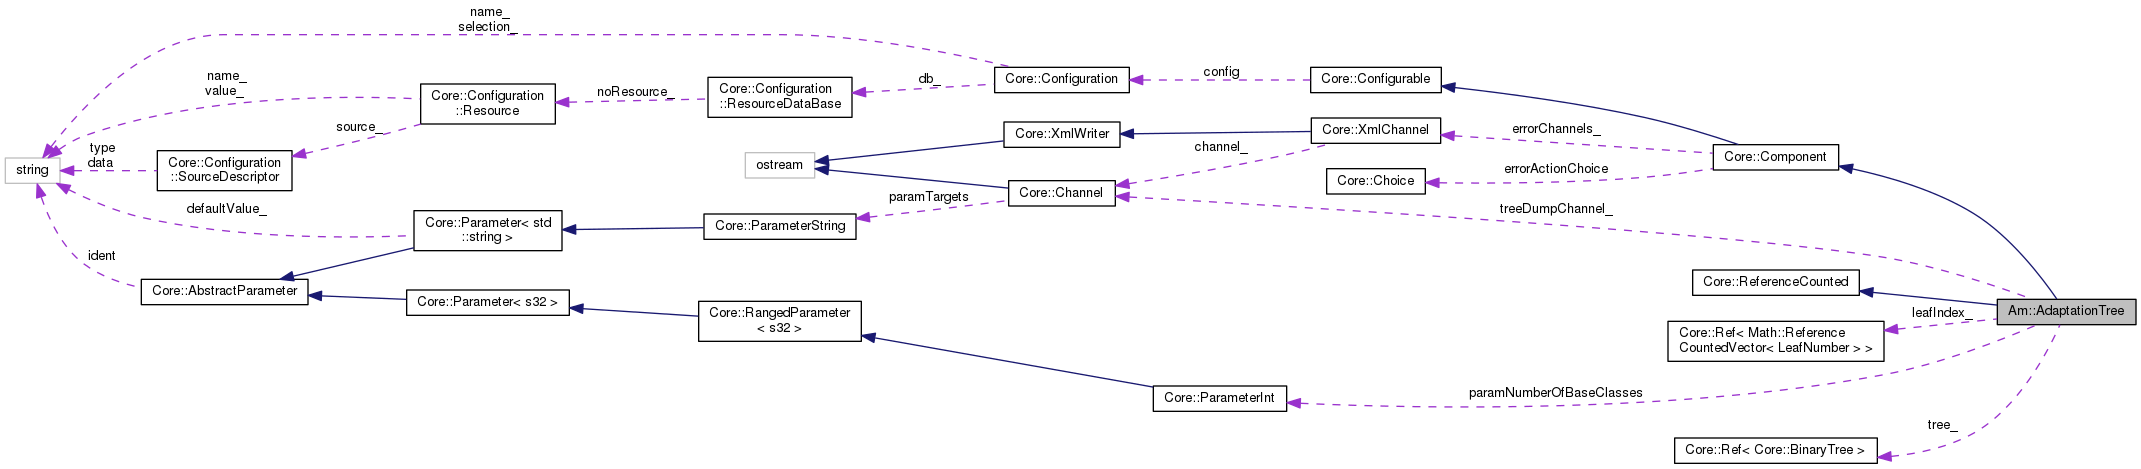 name_
selection_
name_
value_
Core::Configuration
::Resource
noResource_
Core::Configuration
::ResourceDataBase
db_
Core::Configuration
config
Core::Configurable
source_
type
data
string
Core::Configuration
::SourceDescriptor
ostream
Core::XmlWriter
Core::XmlChannel
channel_
errorChannels_
Core::Component
Core::Choice
errorActionChoice
Core::Channel
paramTargets
treeDumpChannel_
defaultValue_
Core::Parameter< std
::string >
Core::ParameterString
ident
Core::AbstractParameter
Core::Parameter< s32 >
Core::RangedParameter
< s32 >
Core::ReferenceCounted
Am::AdaptationTree
leafIndex_
Core::Ref< Math::Reference
CountedVector< LeafNumber > >
Core::ParameterInt
paramNumberOfBaseClasses
tree_
Core::Ref< Core::BinaryTree >